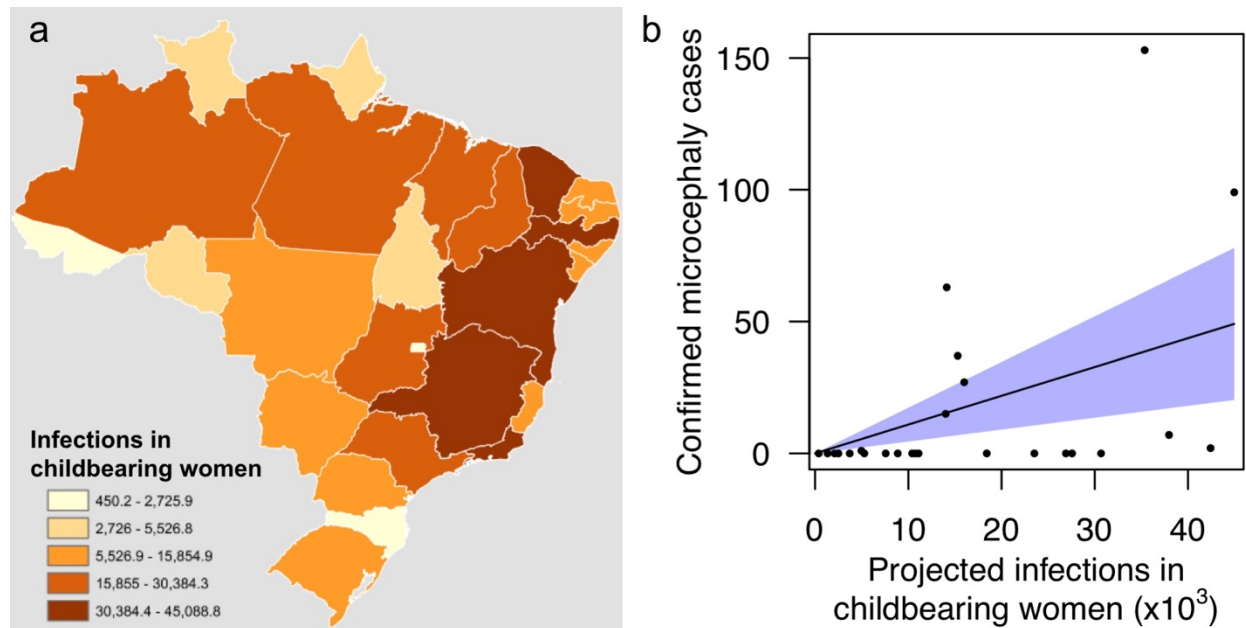 a
Infections in
childbearing women
450.2 - 2,725.9
2,726 - 5,526.8
5,526.9 - 15,854.9
15,855 - 30,384.3
30,384.4 - 45,088.8
b
Confirmed microcephaly cases
150
100
50
0
0 10 20 30 40
Projected infections in
childbearing women (x10³)